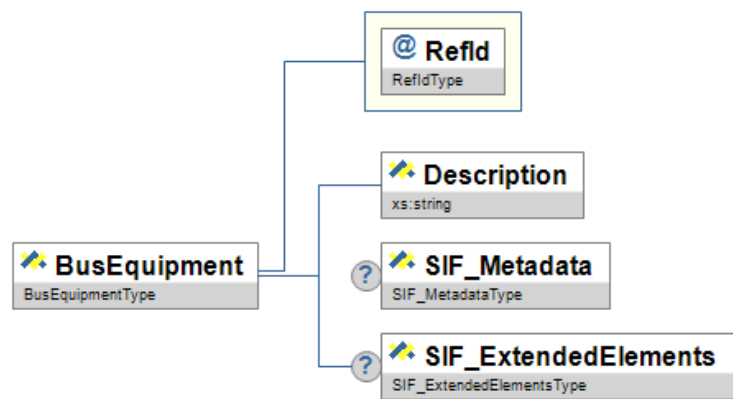 @ RefId
RefIdType
Description
xs:string
BusEquipment
BusEquipmentType
? SIF_Metadata
SIF_MetadataType
? SIF_ExtendedElements
SIF_ExtendedElementsType